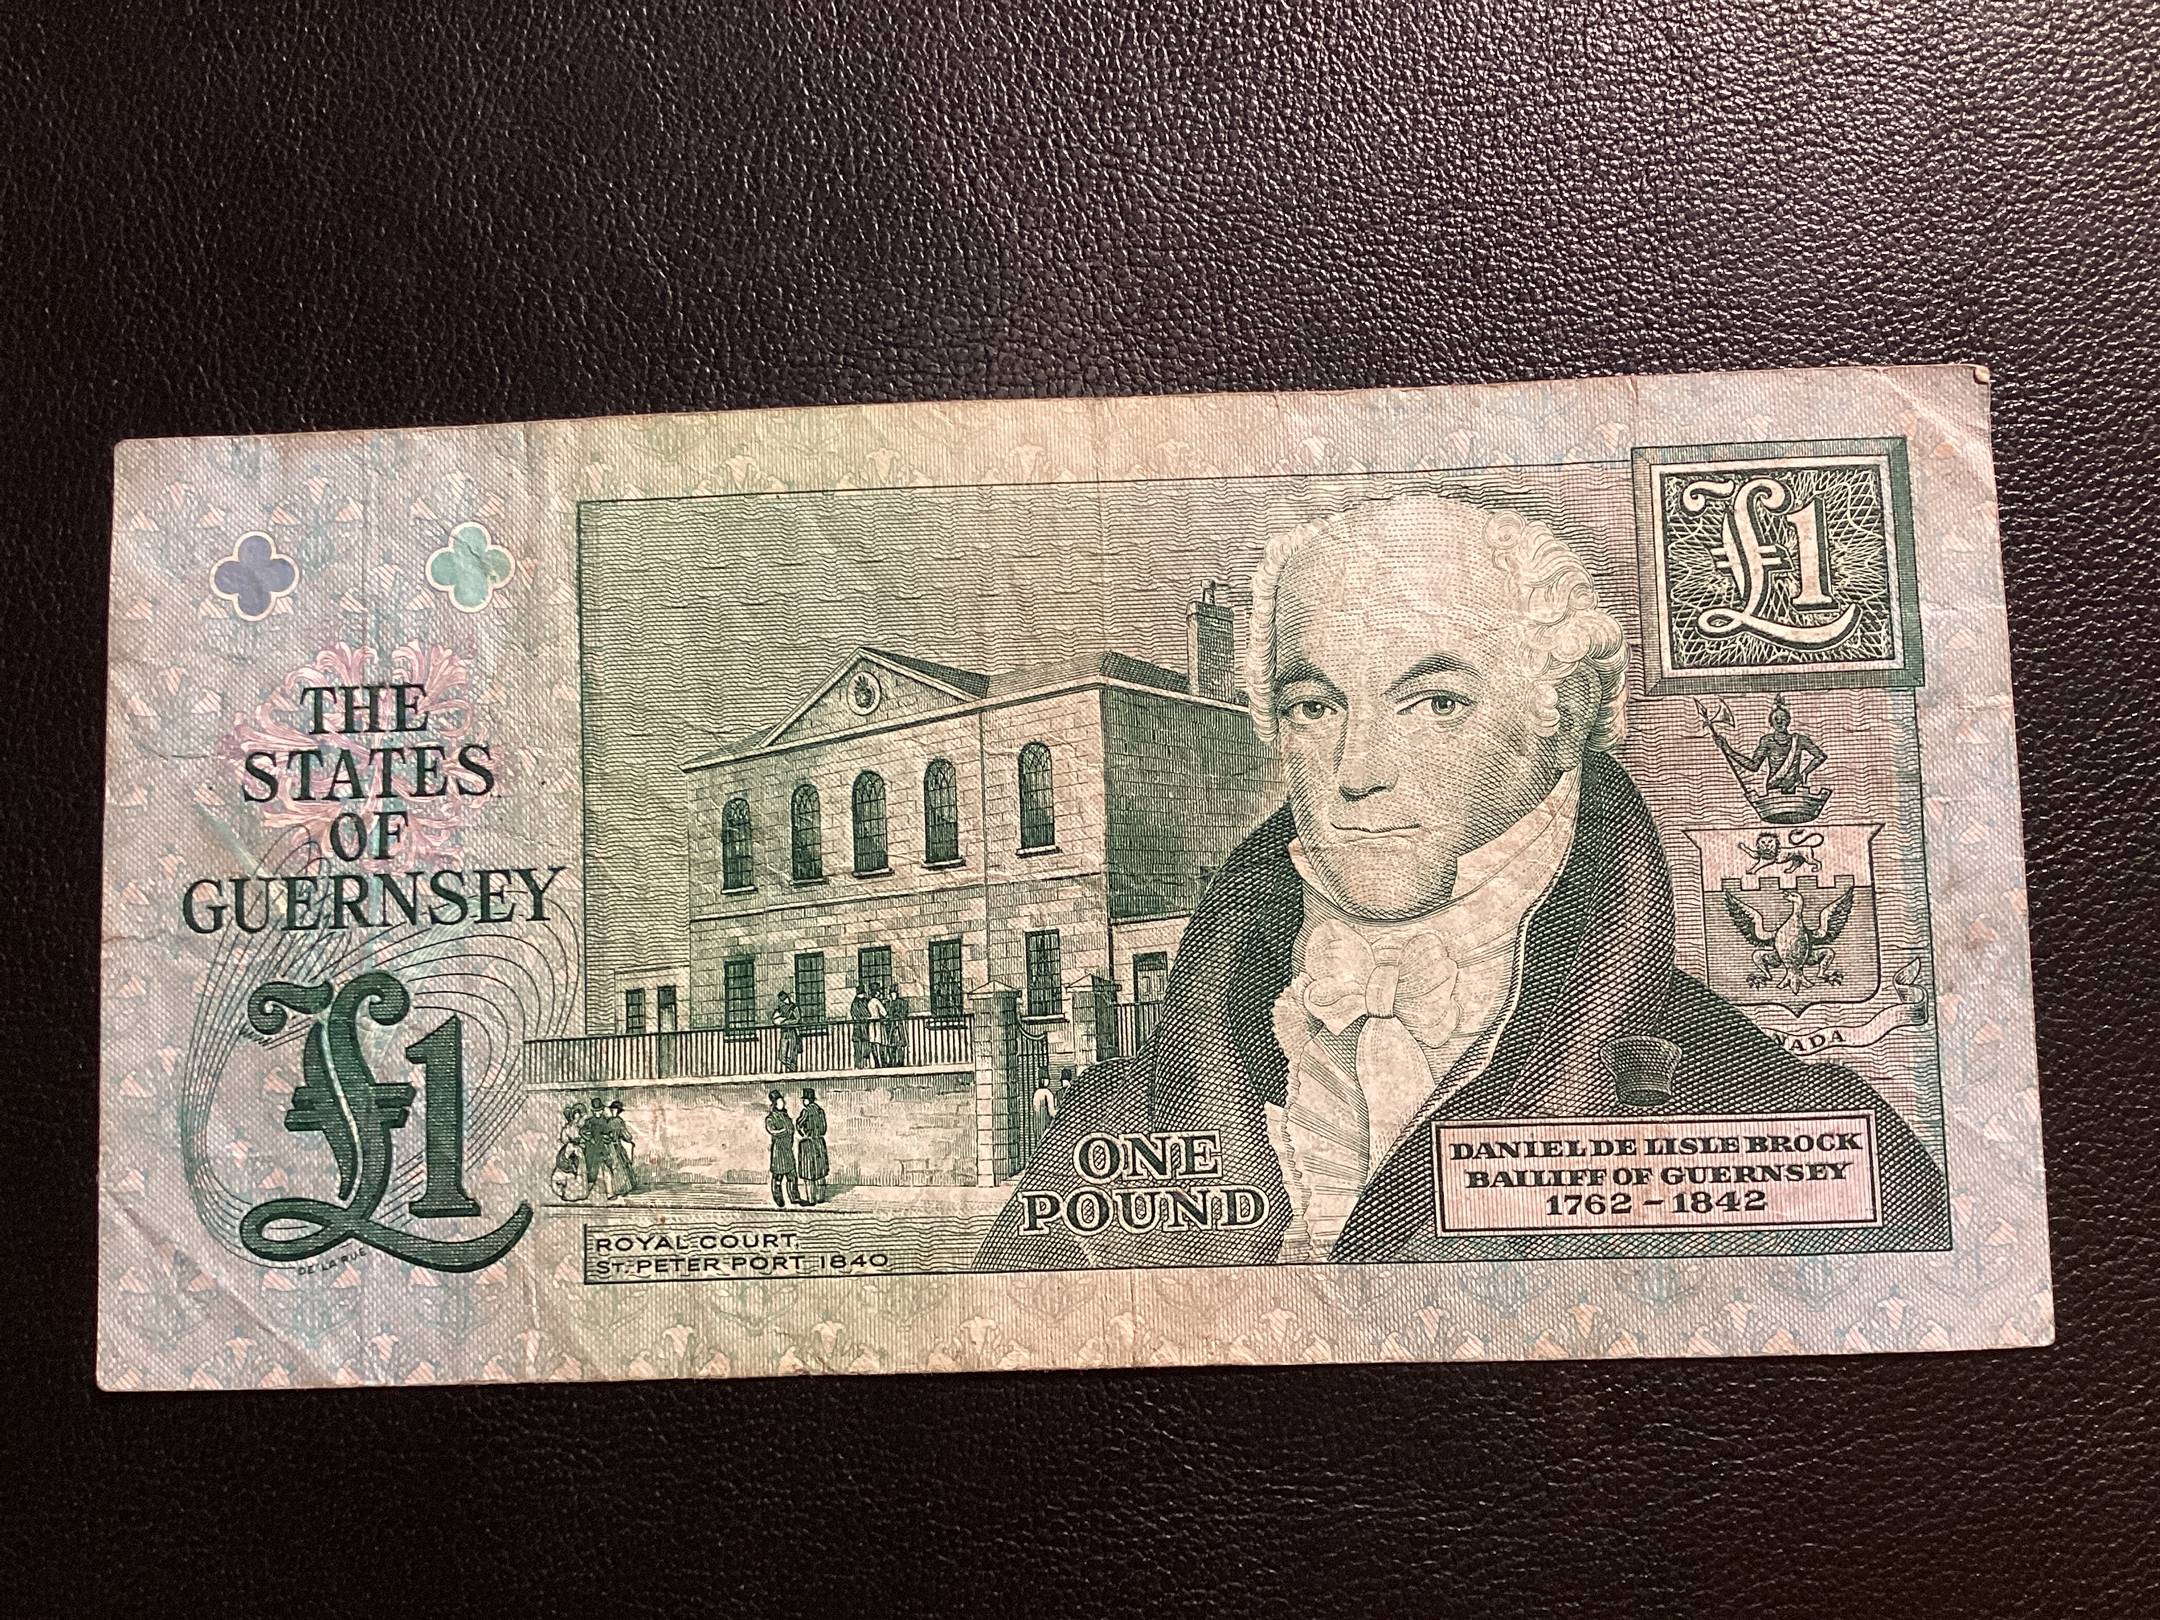 THE
STATES
OF
GUERNSEY
£1
DE LA RUE
ROYAL COURT,
ST. PETER PORT 1840
ONE
POUND
£1
NADA
DANIEL DE LISLE BROCK
BAILIFF OF GUERNSEY
1762 - 1842